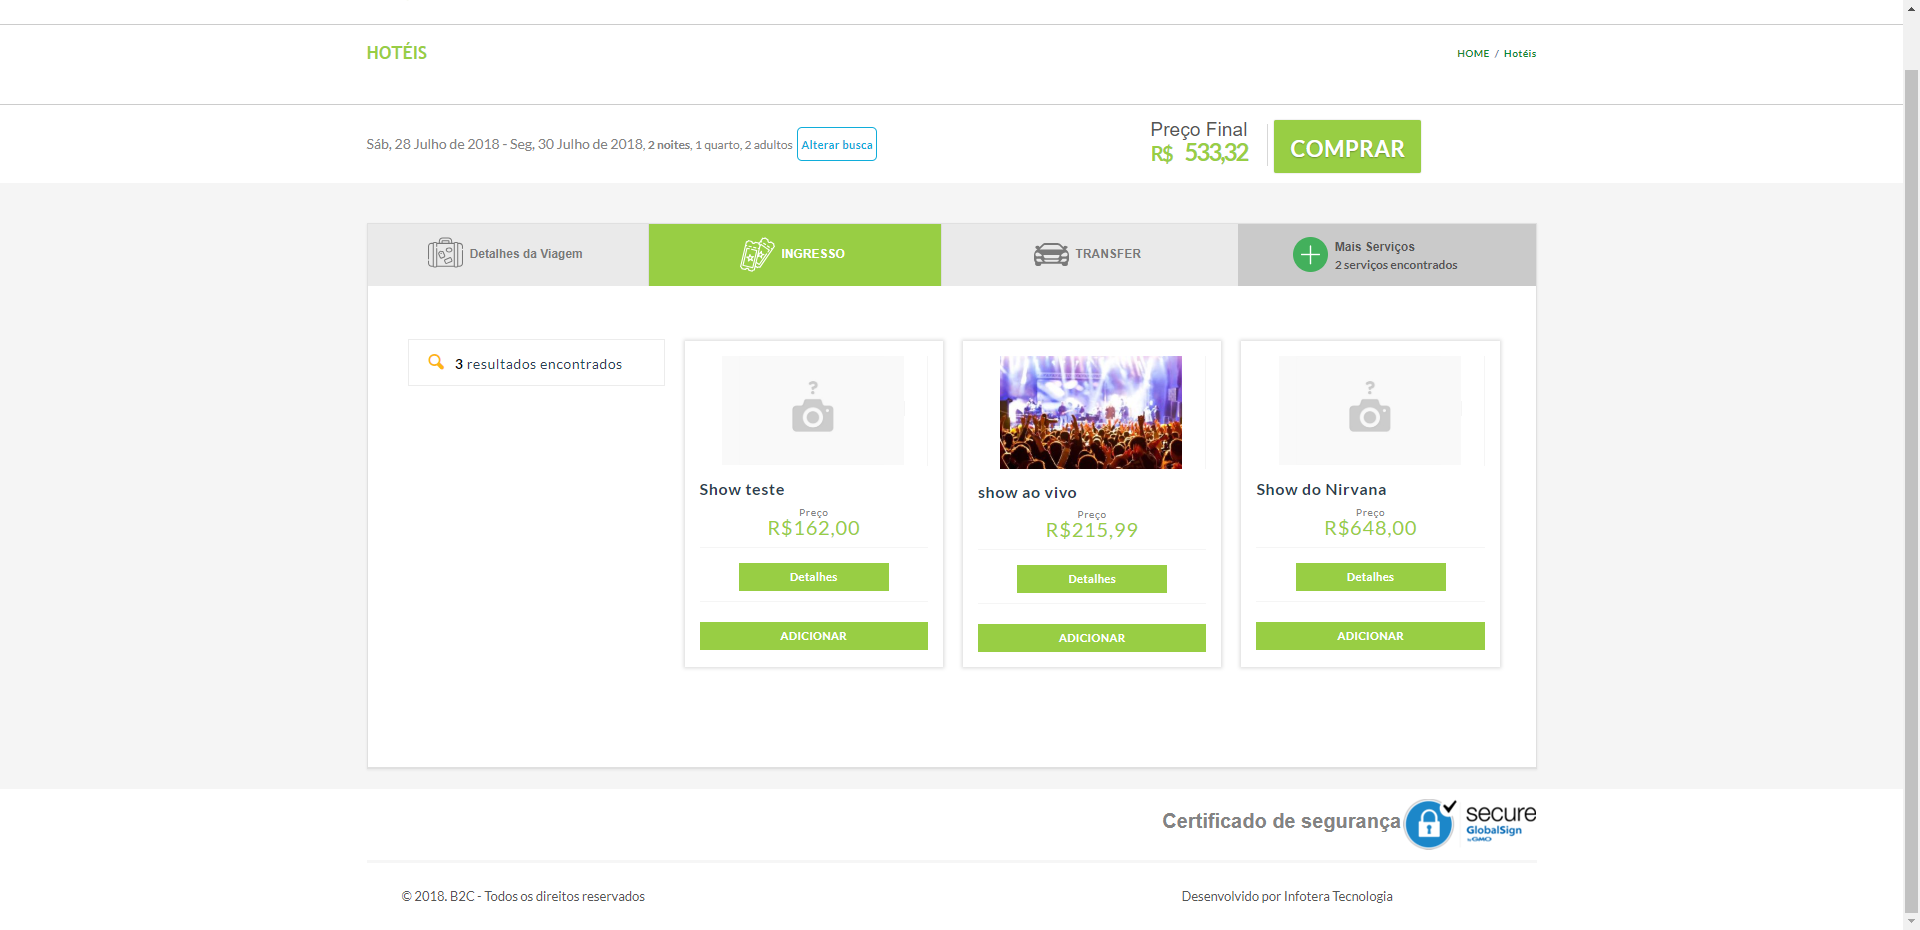 HOTÉIS
HOME / Hotéis
Sáb, 28 Julho de 2018 - Seg, 30 Julho de 2018, 2 noites, 1 quarto, 2 adultos
Alterar busca
Preço Final
R$ 533,32
COMPRAR
Detalhes da Viagem
INGRESSO
TRANSFER
Mais Serviços
2 serviços encontrados
3 resultados encontrados
?
Show teste
Preço
R$162,00
Detalhes
ADICIONAR
show ao vivo
Preço
R$215,99
Detalhes
ADICIONAR
?
Show do Nirvana
Preço
R$648,00
Detalhes
ADICIONAR
Certificado de segurança
secure
GlobalSign
by GMO
© 2018. B2C - Todos os direitos reservados
Desenvolvido por Infotera Tecnologia